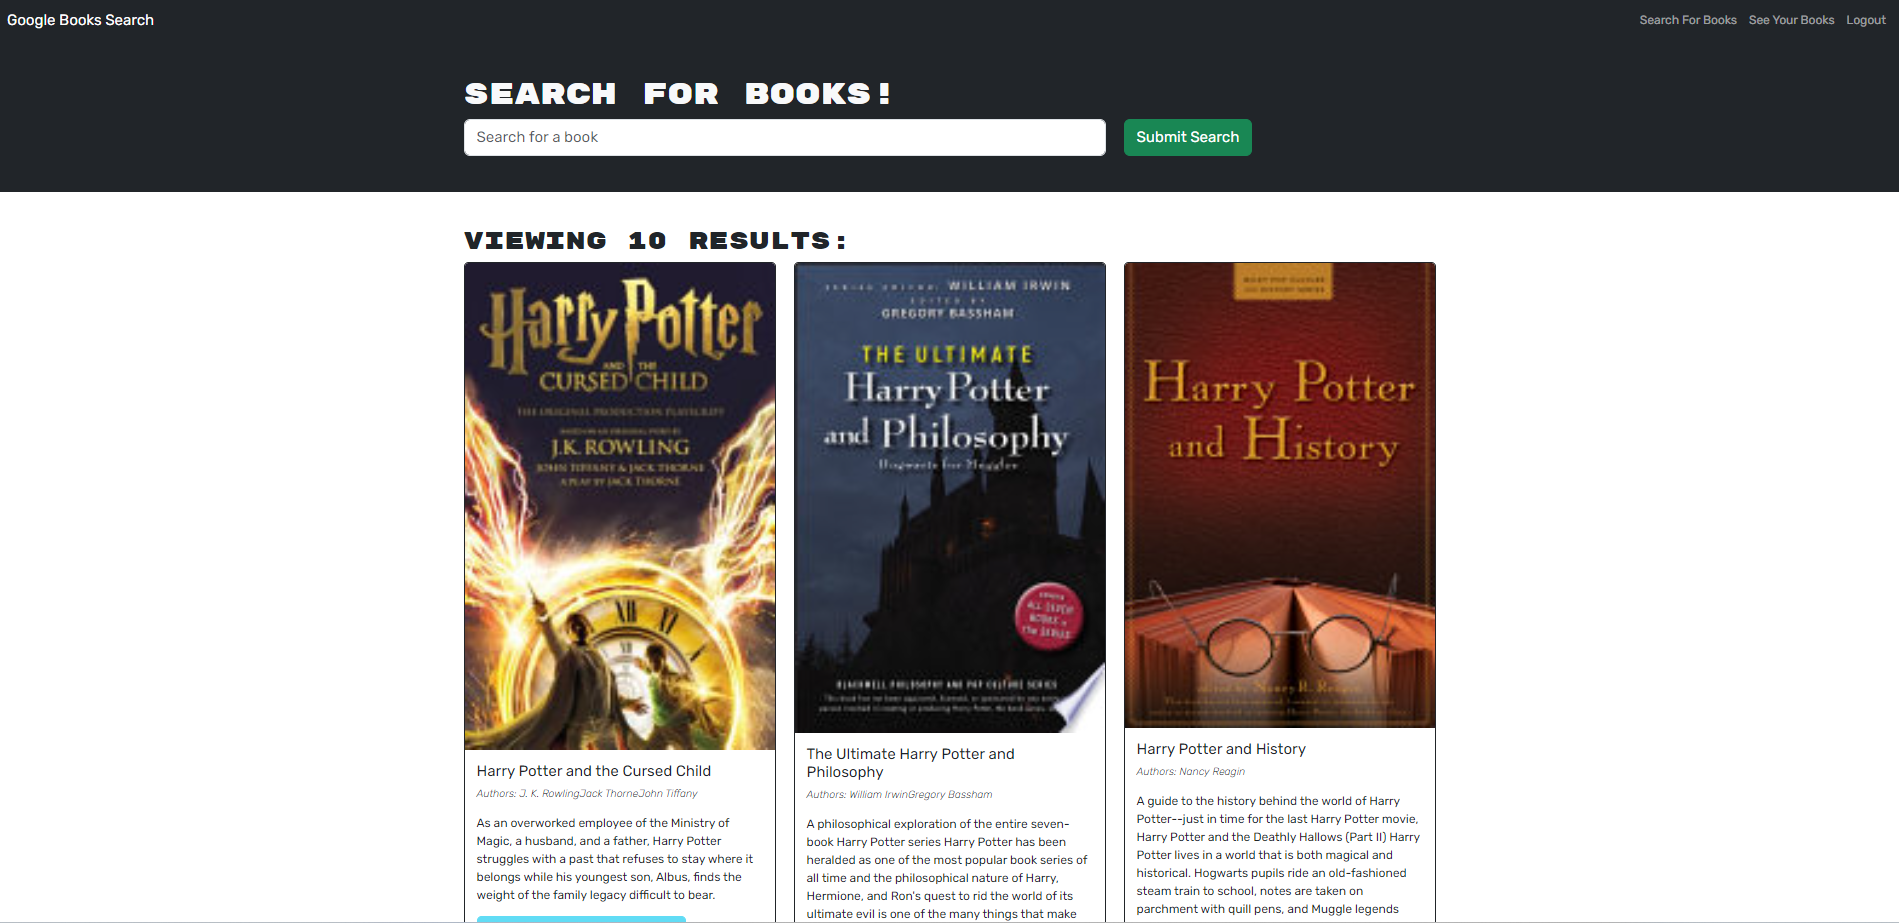 Google Books Search
Search For Books See Your Books Logout
SEARCH FOR BOOKS!
Search for a book
Submit Search
VIEWING 10 RESULTS:
Harry Potter
AND THE
CURSED CHILD
THE ORIGINAL PRODUCTION PLAYSCRIPT
BASED ON AN ORIGINAL STORY BY
J.K. ROWLING
JOHN TIFFANY & JACK THORNE
A PLAY BY JACK THORNE
XII XI
Harry Potter and the Cursed Child
Authors: J. K. RowlingJack ThorneJohn Tiffany
As an overworked employee of the Ministry of
Magic, a husband, and a father, Harry Potter
struggles with a past that refuses to stay where it
belongs while his youngest son, Albus, finds the
weight of the family legacy difficult to bear.
SERIES EDITOR: WILLIAM IRWIN
EDITED BY
GREGORY BASSHAM
THE ULTIMATE
Harry Potter
and Philosophy
Hogwarts for Muggles
ALL SEVEN
BOOKS in
THE SERIES
BLACKWELL PHILOSOPHY AND POP CULTURE SERIES
The Ultimate Harry Potter and
Philosophy
Authors: William IrwinGregory Bassham
A philosophical exploration of the entire seven-
book Harry Potter series Harry Potter has been
heralded as one of the most popular book series of
all time and the philosophical nature of Harry,
Hermione, and Ron's quest to rid the world of its
ultimate evil is one of the many things that make
Harry Potter
and History
edited by Nancy R. Reagin
Harry Potter and History
Authors: Nancy Reagin
A guide to the history behind the world of Harry
Potter--just in time for the last Harry Potter movie,
Harry Potter and the Deathly Hallows (Part II) Harry
Potter lives in a world that is both magical and
historical. Hogwarts pupils ride an old-fashioned
steam train to school, notes are taken on
parchment with quill pens, and Muggle legends